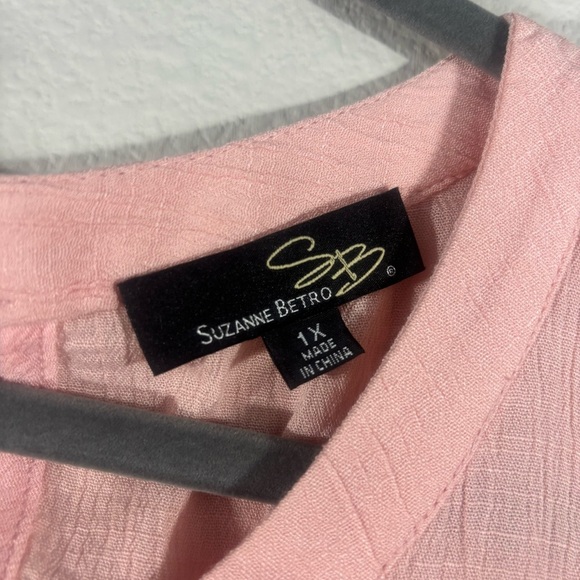 SB®
SUZANNE BETRO
1X
MADE
IN CHINA